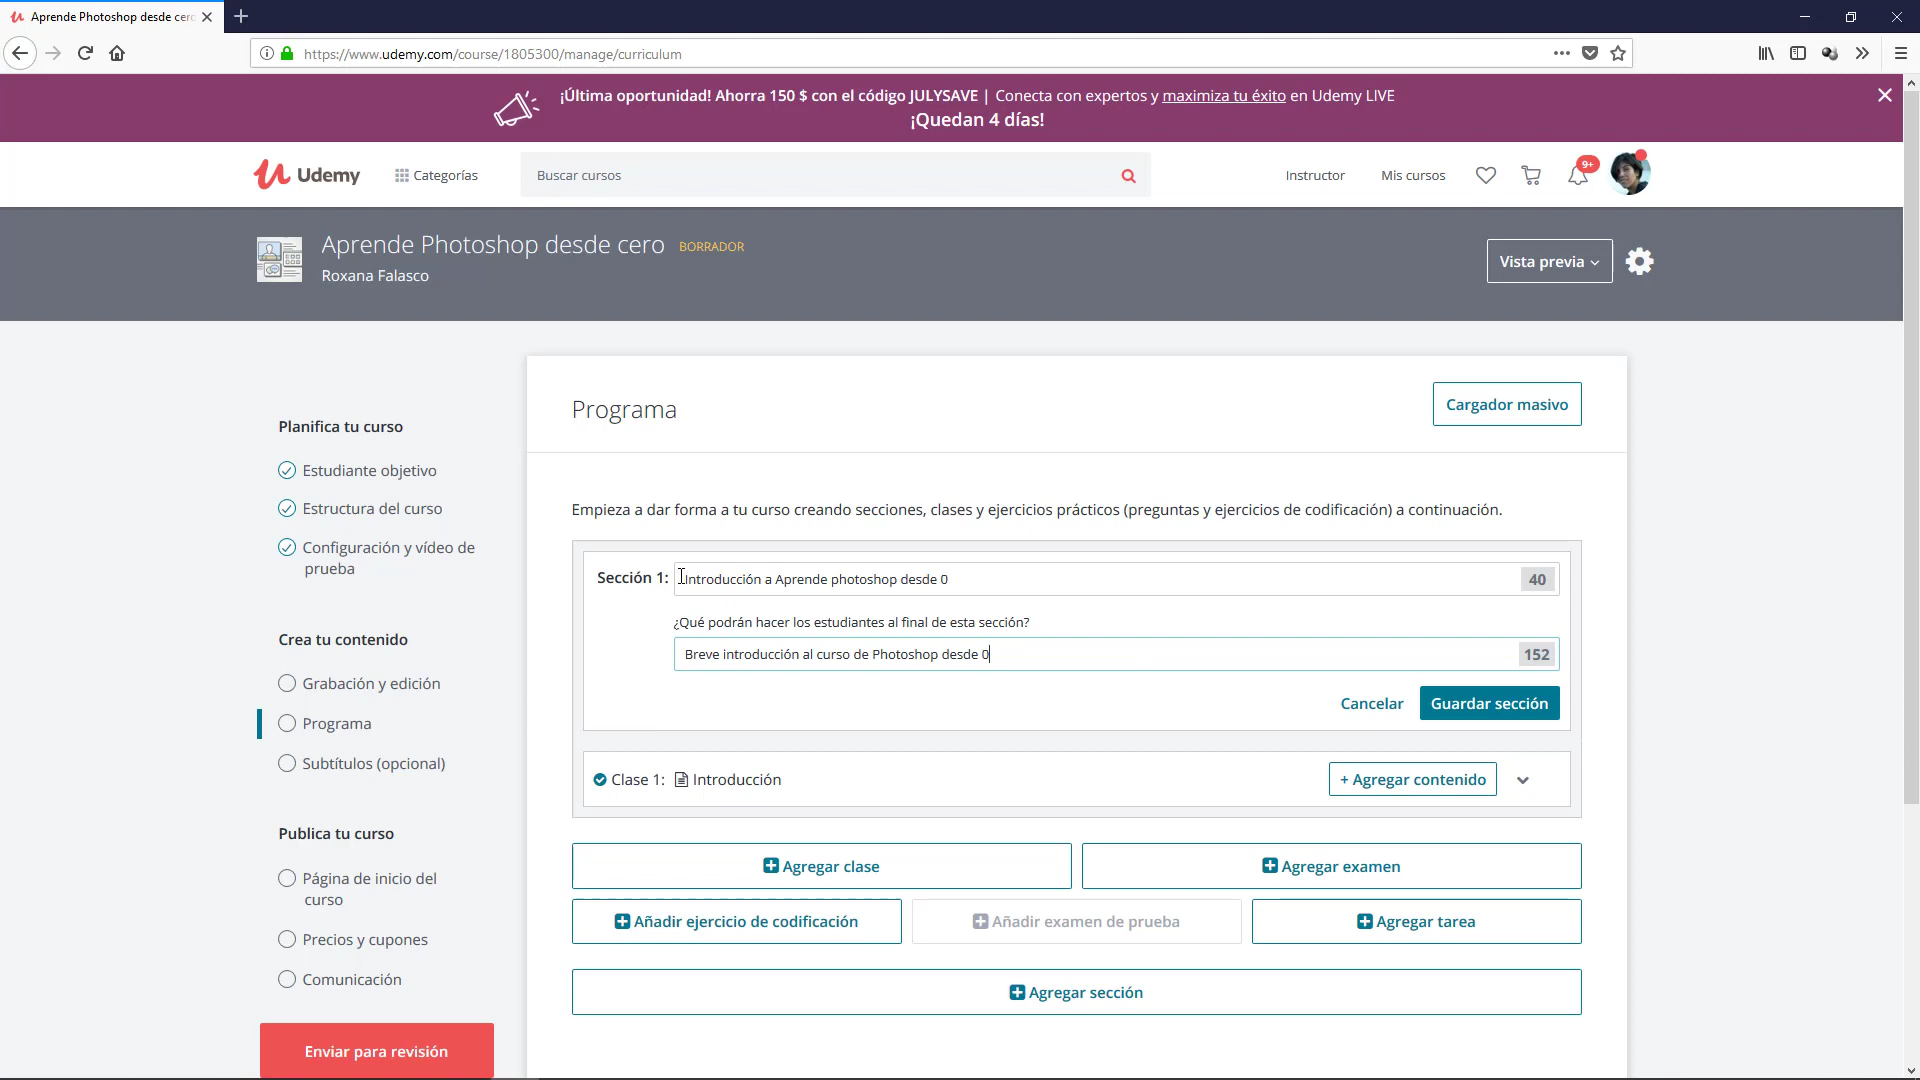 Aprende Photoshop desde cero
https://www.udemy.com/course/1805300/manage/curriculum
¡Última oportunidad! Ahorra 150 $ con el código JULYSAVE | Conecta con expertos y maximiza tu éxito en Udemy LIVE
¡Quedan 4 días!
Udemy
Categorías
Buscar cursos
Instructor
Mis cursos
9+
Aprende Photoshop desde cero BORRADOR
Roxana Falasco
Vista previa
Programa
Cargador masivo
Planifica tu curso
Estudiante objetivo
Estructura del curso
Configuración y vídeo de
prueba
Crea tu contenido
Grabación y edición
Programa
Subtítulos (opcional)
Publica tu curso
Página de inicio del
curso
Precios y cupones
Comunicación
Enviar para revisión
Empieza a dar forma a tu curso creando secciones, clases y ejercicios prácticos (preguntas y ejercicios de codificación) a continuación.
Sección 1: Introducción a Aprende photoshop desde 0 40
¿Qué podrán hacer los estudiantes al final de esta sección?
Breve introducción al curso de Photoshop desde 0 152
Cancelar Guardar sección
Clase 1: Introducción + Agregar contenido
Agregar clase
Agregar examen
Añadir ejercicio de codificación
Añadir examen de prueba
Agregar tarea
Agregar sección